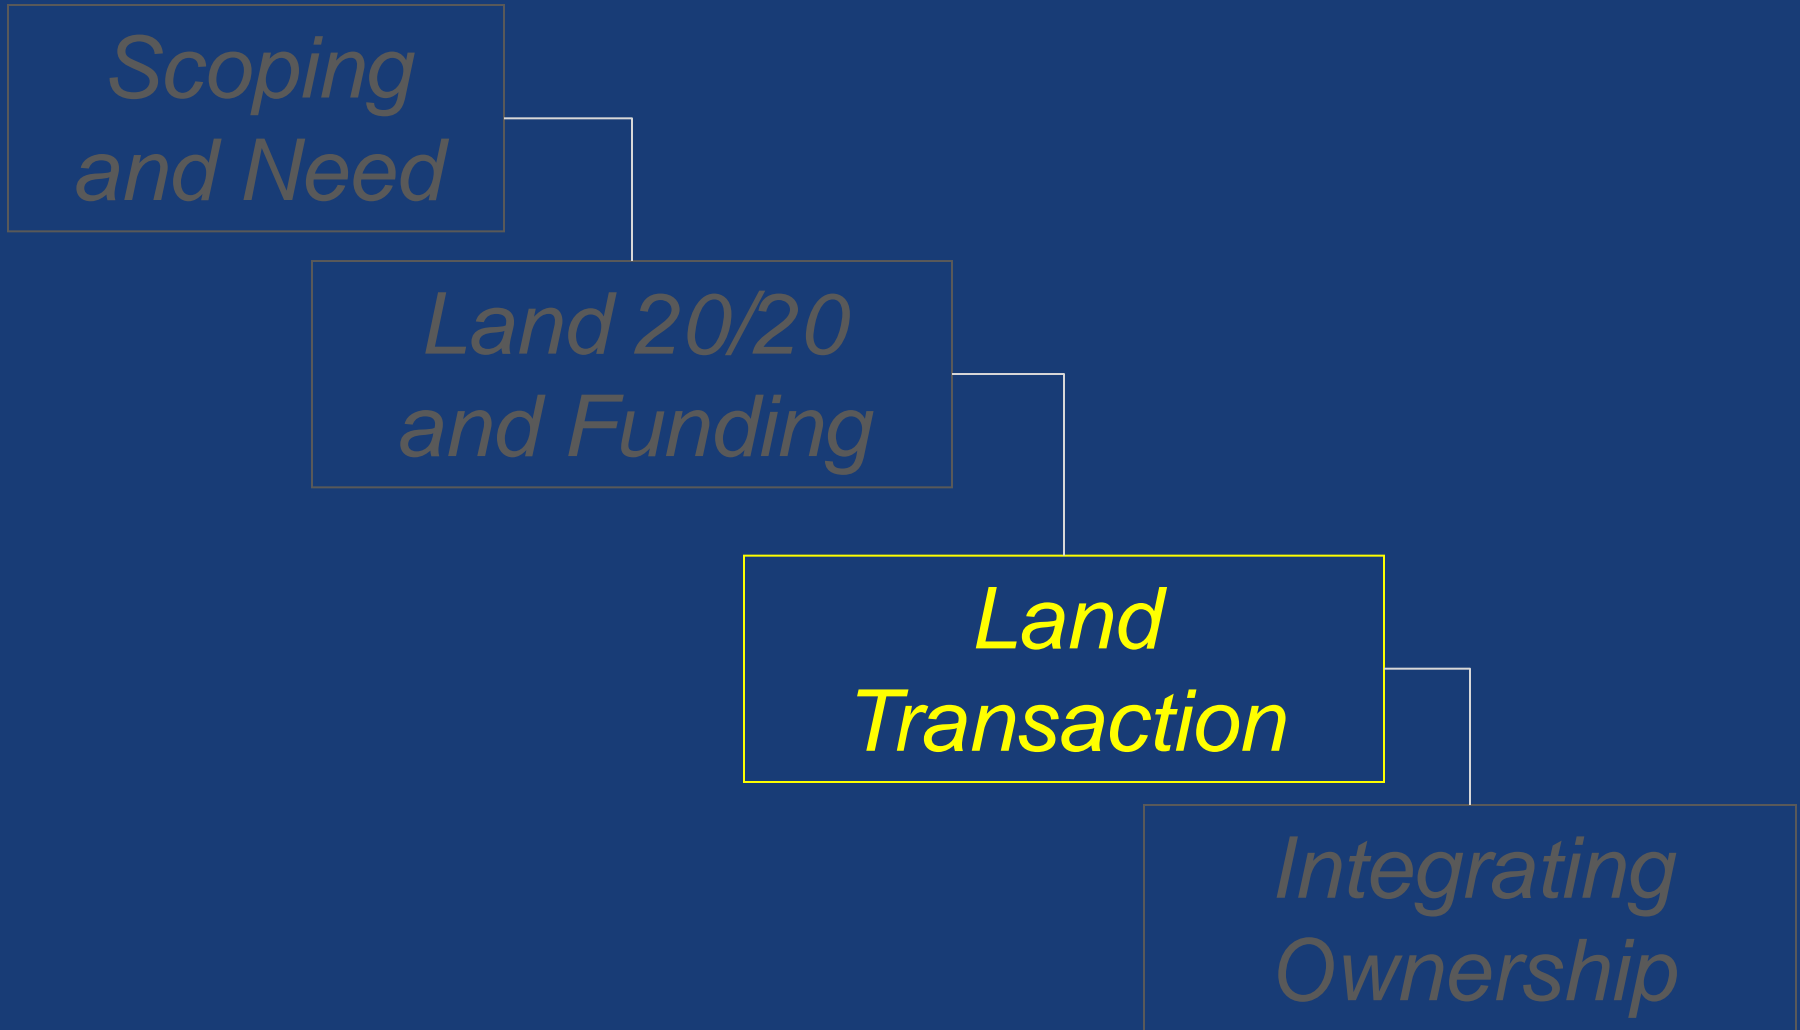 Scoping
and Need
Land 20/20
and Funding
Land
Transaction
Integrating
Ownership